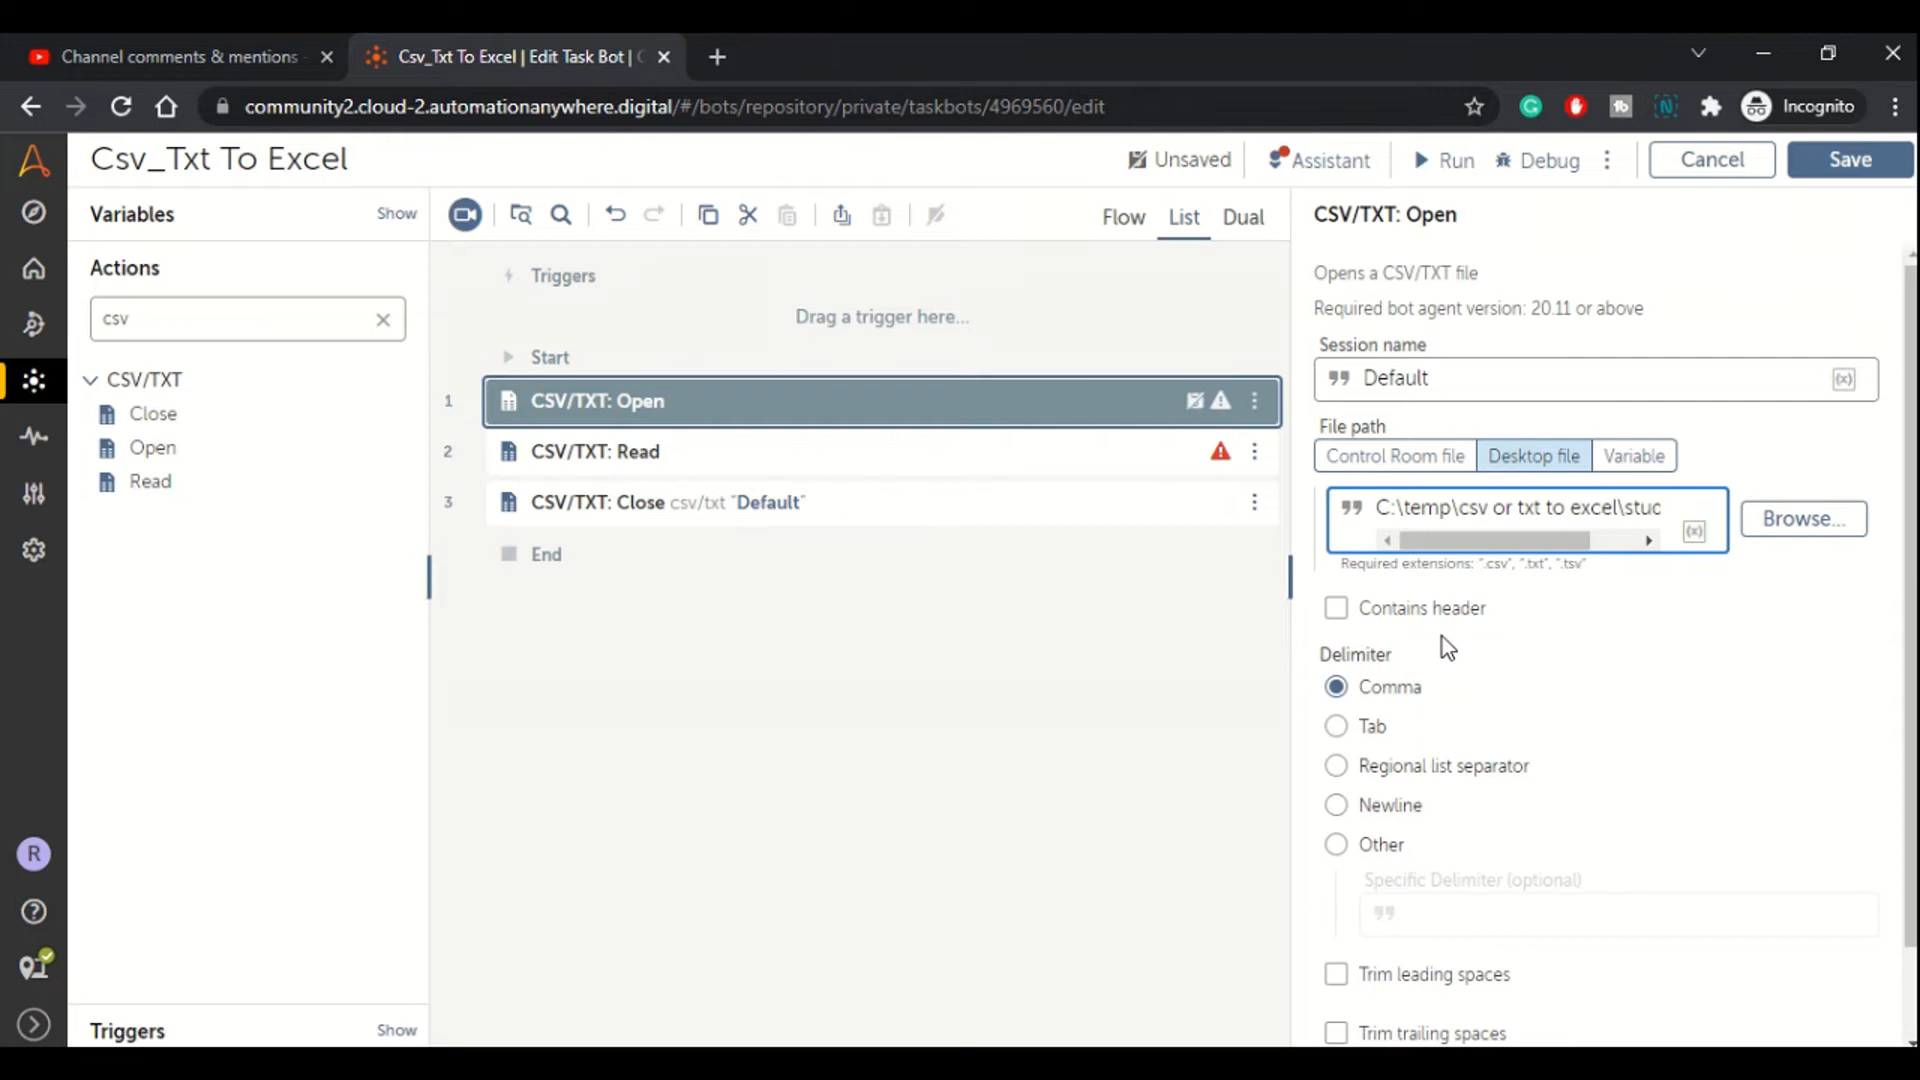 Channel comments & mentions -
Csv_Txt To Excel | Edit Task Bot |
community2.cloud-2.automationanywhere.digital/#/bots/repository/private/taskbots/4969560/edit
tb
N
Incognito
Csv_Txt To Excel
Unsaved
Assistant
Run
Debug
Cancel
Save
Variables
Show
Flow
List
Dual
CSV/TXT: Open
Actions
csv
CSV/TXT
Close
Open
Read
Triggers
Drag a trigger here...
Start
1
CSV/TXT: Open
2
CSV/TXT: Read
3
CSV/TXT: Close csv/txt "Default"
End
Opens a CSV/TXT file
Required bot agent version: 20.11 or above
Session name
Default
(x)
File path
Control Room file
Desktop file
Variable
C:\temp\csv or txt to excel\stud
(x)
Browse...
Required extensions: ".csv", ".txt", ".tsv"
Contains header
Delimiter
Comma
Tab
Regional list separator
Newline
Other
Specific Delimiter (optional)
Trim leading spaces
Trim trailing spaces
R
Triggers
Show